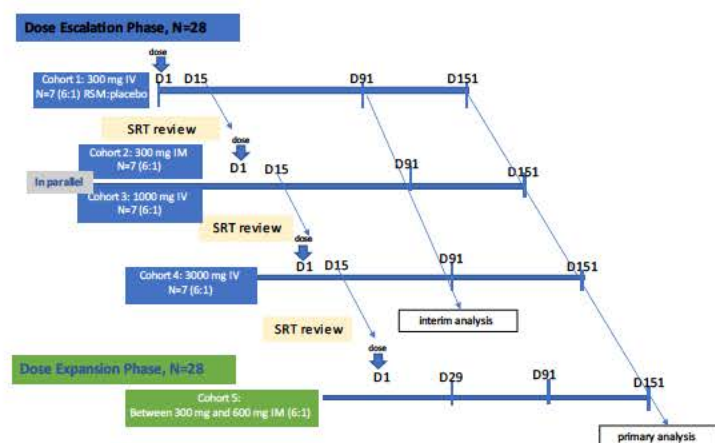 Dose Escalation Phase, N=28
dose
D1 D15 D91 D151
Cohort 1: 300 mg IV
N=7 (6:1) RSM:placebo
SRT review
dose
Cohort 2: 300 mg IM
N=7 (6:1)
D1 D15 D91 D151
In parallel
Cohort 3: 1000 mg IV
N=7 (6:1)
SRT review
dose
D1 D15 D91 D151
Cohort 4: 3000 mg IV
N=7 (6:1)
interim analysis
SRT review
dose
Dose Expansion Phase, N=28
D1 D29 D91 D151
Cohort 5:
Between 300 mg and 600 mg IM (6:1)
primary analysis